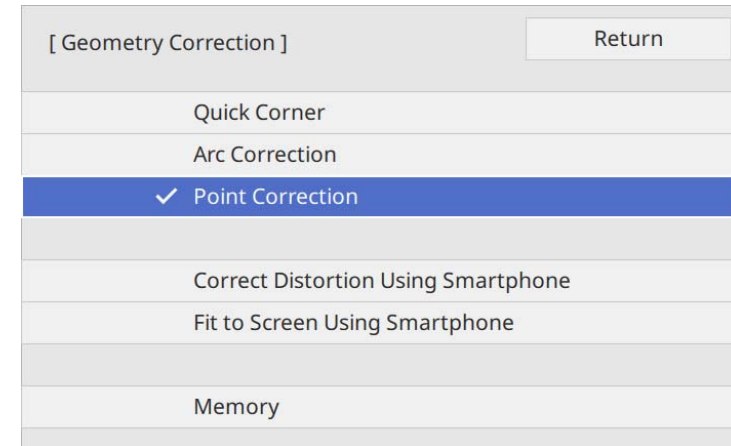 [ Geometry Correction ]
Return
Quick Corner
Arc Correction
Point Correction
Correct Distortion Using Smartphone
Fit to Screen Using Smartphone
Memory